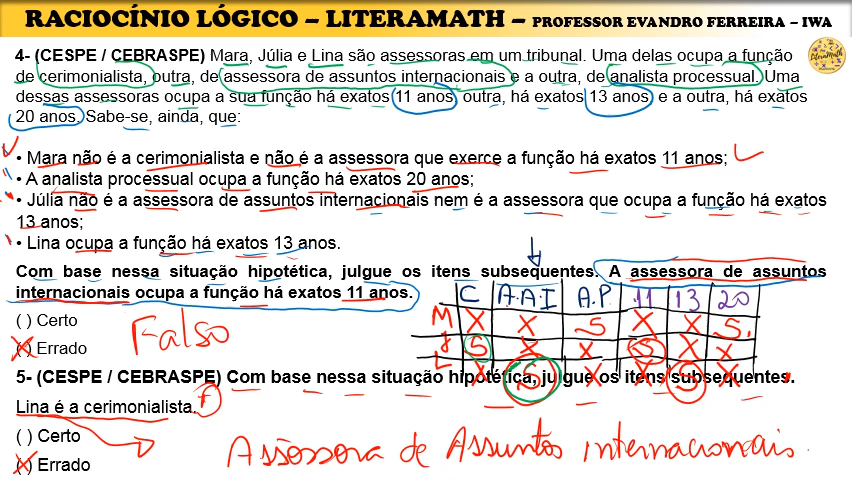 RACIOCÍNIO LÓGICO – LITERAMATH – PROFESSOR EVANDRO FERREIRA – IWA
4- (CESPE / CEBRASPE) Mara, Júlia e Lina são assessoras em um tribunal. Uma delas ocupa a função
de cerimonialista, outra, de assessora de assuntos internacionais e a outra, de analista processual. Uma
dessas assessoras ocupa a sua função há exatos 11 anos, outra, há exatos 13 anos e a outra, há exatos
20 anos. Sabe-se, ainda, que:
• Mara não é a cerimonialista e não é a assessora que exerce a função há exatos 11 anos;
• A analista processual ocupa a função há exatos 20 anos;
• Júlia não é a assessora de assuntos internacionais nem é a assessora que ocupa a função há exatos
13 anos;
• Lina ocupa a função há exatos 13 anos.
Com base nessa situação hipotética, julgue os itens subsequentes. A assessora de assuntos
internacionais ocupa a função há exatos 11 anos.
C A.A.I A.P 11 13 20
( ) Certo
M X X S X X S
Falso
( ) Errado
J S X X S X X
L X S X X S X
5- (CESPE / CEBRASPE) Com base nessa situação hipotética, julgue os itens subsequentes.
Lina é a cerimonialista. F
( ) Certo
Assessora de Assuntos internacionais
( ) Errado